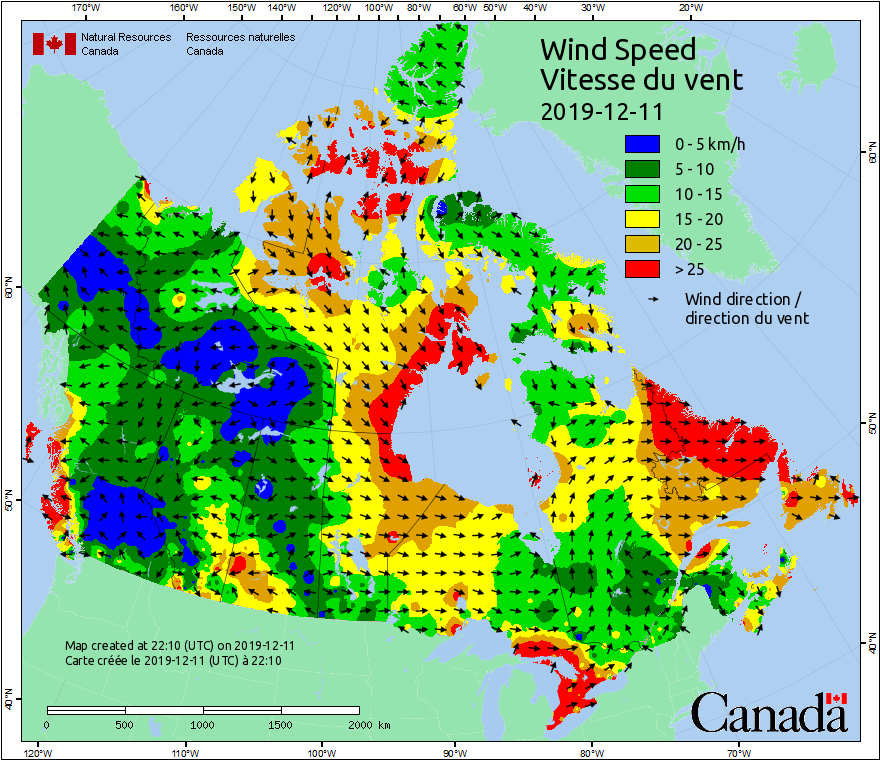 170°W 160°W 150°W 140°W 120°W 100°W 80°W 60°W 50°W 40°W 30°W 20°W
Natural Resources Canada
Ressources naturelles Canada
Wind Speed
Vitesse du vent
2019-12-11
0 - 5 km/h
5 - 10
10 - 15
15 - 20
20 - 25
> 25
Wind direction /
direction du vent
60°N
50°N
40°N
60°N
50°N
40°N
Map created at 22:10 (UTC) on 2019-12-11
Carte créée le 2019-12-11 (UTC) à 22:10
0 500 1000 1500 2000 km
Canada
120°W 110°W 100°W 90°W 80°W 70°W